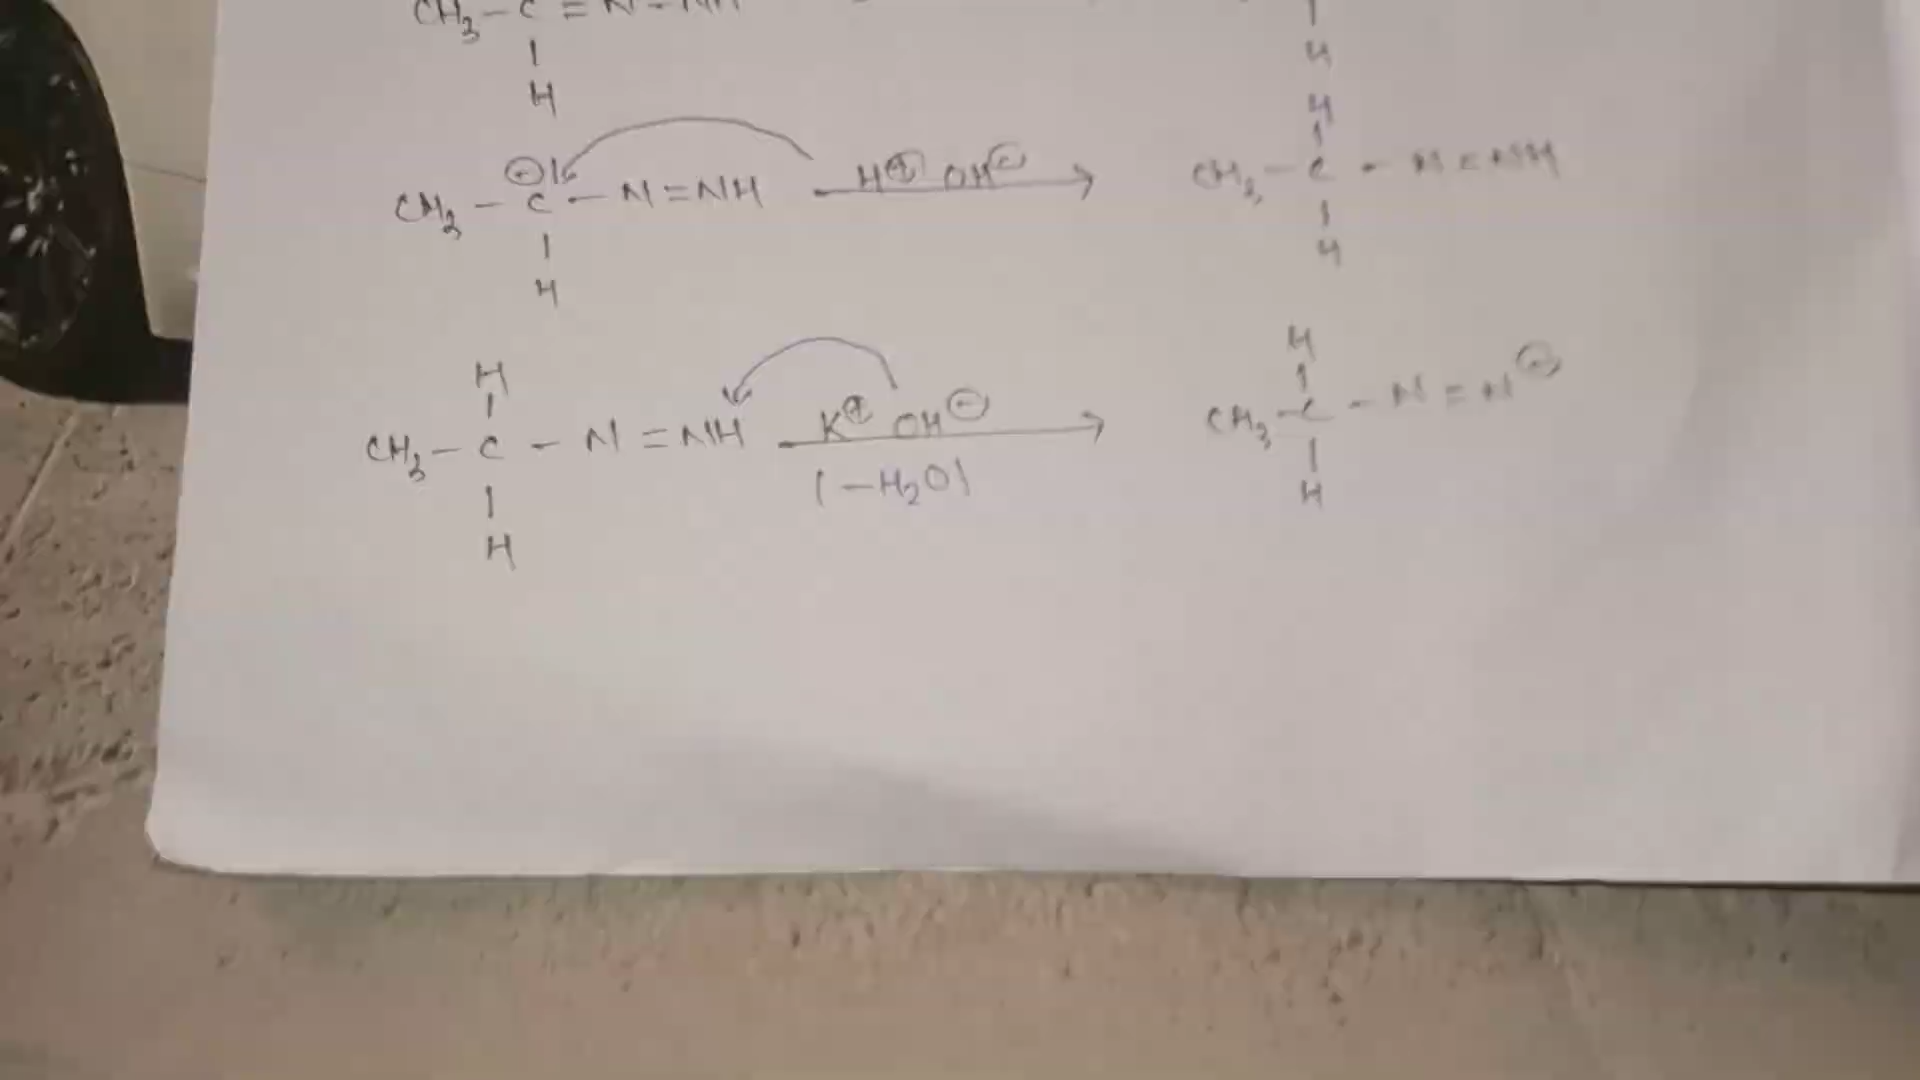 CH3 - C = N - NH
|
H
|
H
H
|
CH3 - C⊖ - N = NH H⊕ OH⊖ → CH3 - C - N = NH
|
H
|
H
H
|
CH3 - C - N = NH K⊕ OH⊖ → (-H2O)
|
H
H
|
CH3 - C - N = N⊖
|
H